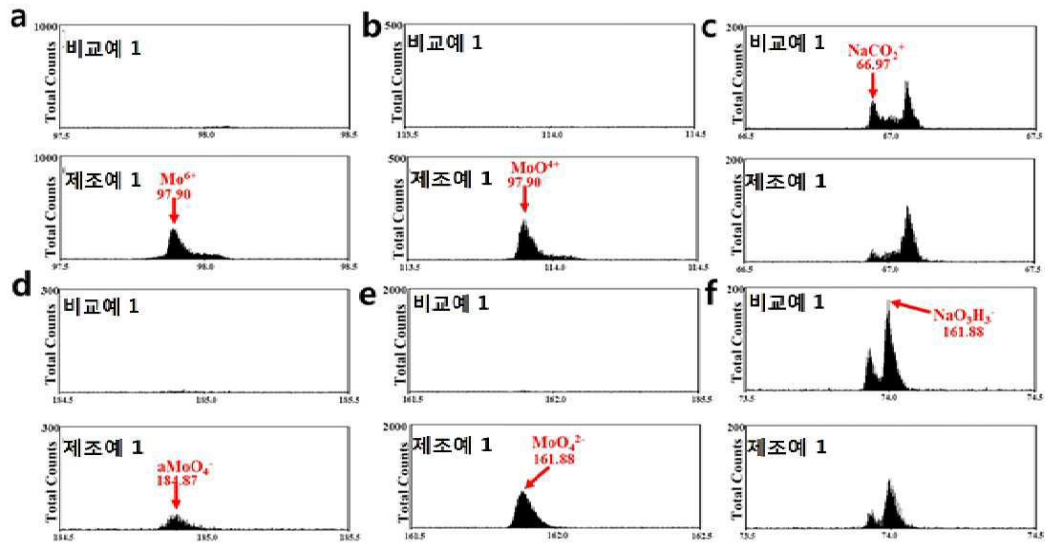 a
1000
비교예 1
Total Counts
97.5
98.0
98.5
1000
제조예 1
Mo6+
97.90
Total Counts
97.5
98.0
98.5
b
500
비교예 1
Total Counts
114.0
114.5
500
제조예 1
MoO4+
97.90
Total Counts
113.5
114.0
114.5
c
200
비교예 1
NaCO2+
66.97
Total Counts
66.5
67.0
67.5
200
제조예 1
Total Counts
66.5
67.0
67.5
d
300
비교예 1
Total Counts
184.5
185.0
185.5
300
제조예 1
aMoO4-
184.87
Total Counts
184.5
185.0
185.5
e
2000
비교예 1
Total Counts
162.0
2000
제조예 1
MoO42-
161.88
Total Counts
162.0
162.5
f
200
비교예 1
NaO3H3-
161.88
Total Counts
73.5
74.0
74.5
200
제조예 1
Total Counts
73.5
74.0
74.5